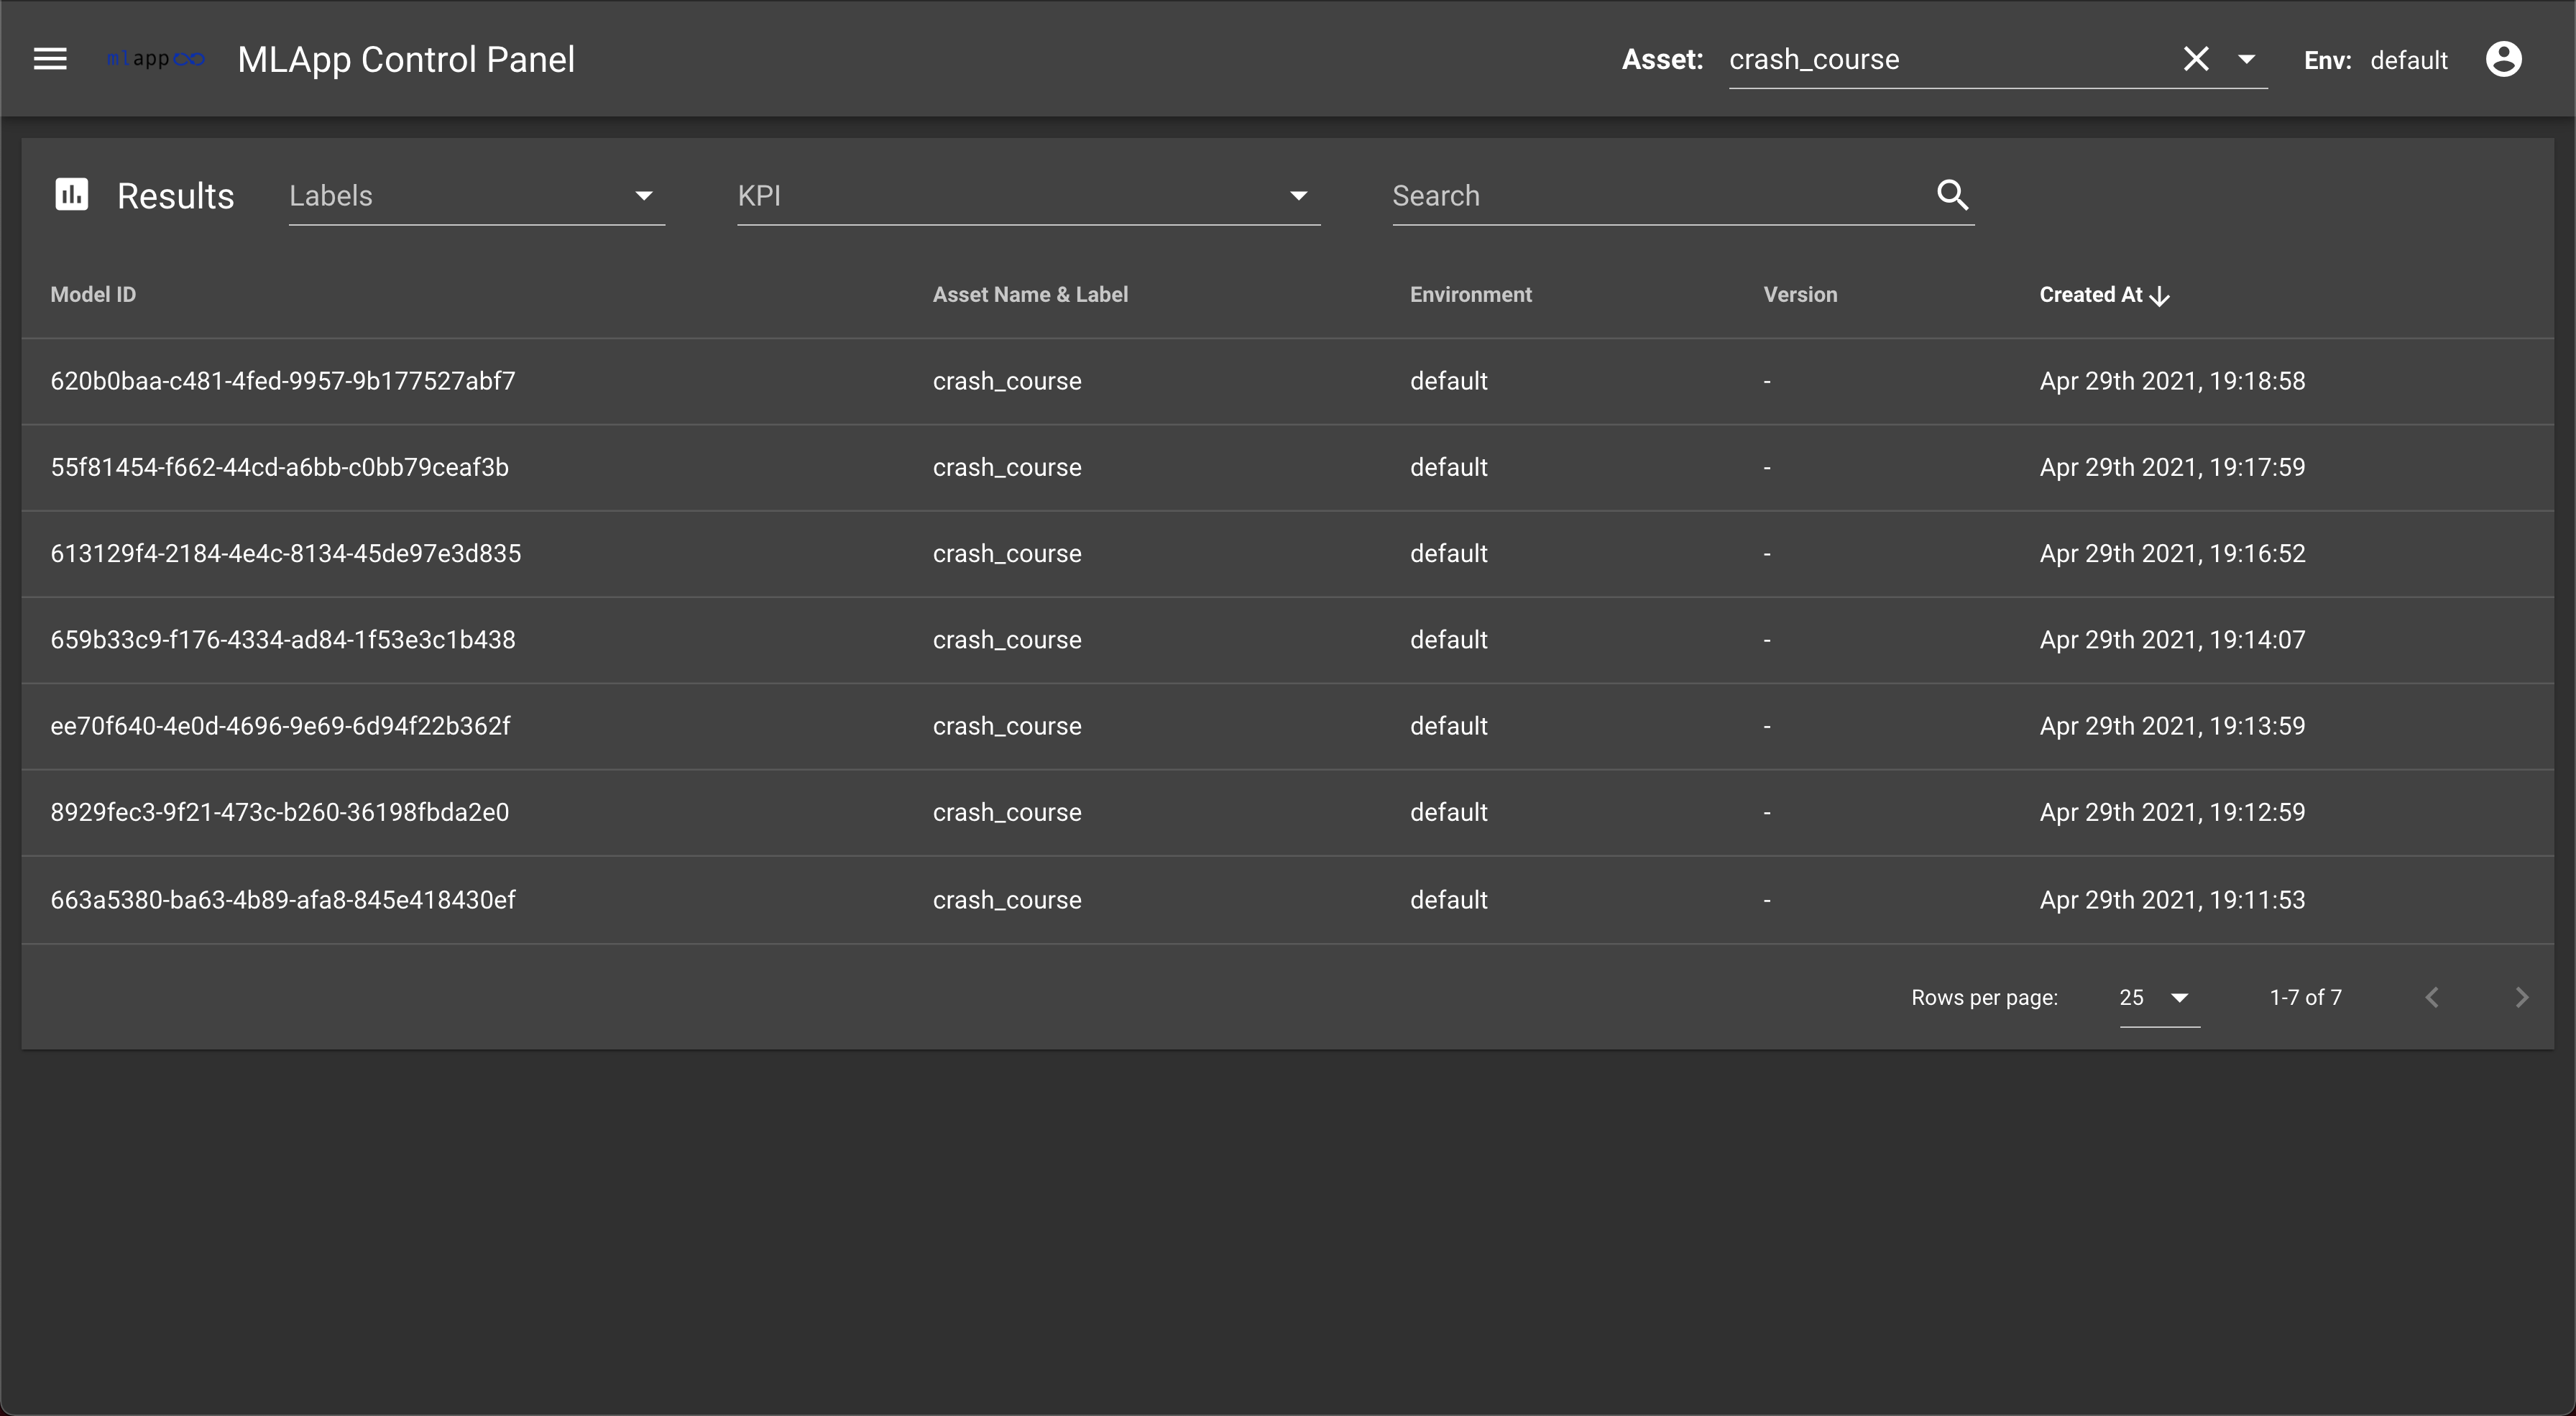 mlapp MLApp Control Panel Asset: crash_course Env: default
Results Labels KPI Search
Model ID Asset Name & Label Environment Version Created At
620b0baa-c481-4fed-9957-9b177527abf7 crash_course default - Apr 29th 2021, 19:18:58
55f81454-f662-44cd-a6bb-c0bb79ceaf3b crash_course default - Apr 29th 2021, 19:17:59
613129f4-2184-4e4c-8134-45de97e3d835 crash_course default - Apr 29th 2021, 19:16:52
659b33c9-f176-4334-ad84-1f53e3c1b438 crash_course default - Apr 29th 2021, 19:14:07
ee70f640-4e0d-4696-9e69-6d94f22b362f crash_course default - Apr 29th 2021, 19:13:59
8929fec3-9f21-473c-b260-36198fbda2e0 crash_course default - Apr 29th 2021, 19:12:59
663a5380-ba63-4b89-afa8-845e418430ef crash_course default - Apr 29th 2021, 19:11:53
Rows per page: 25 1-7 of 7